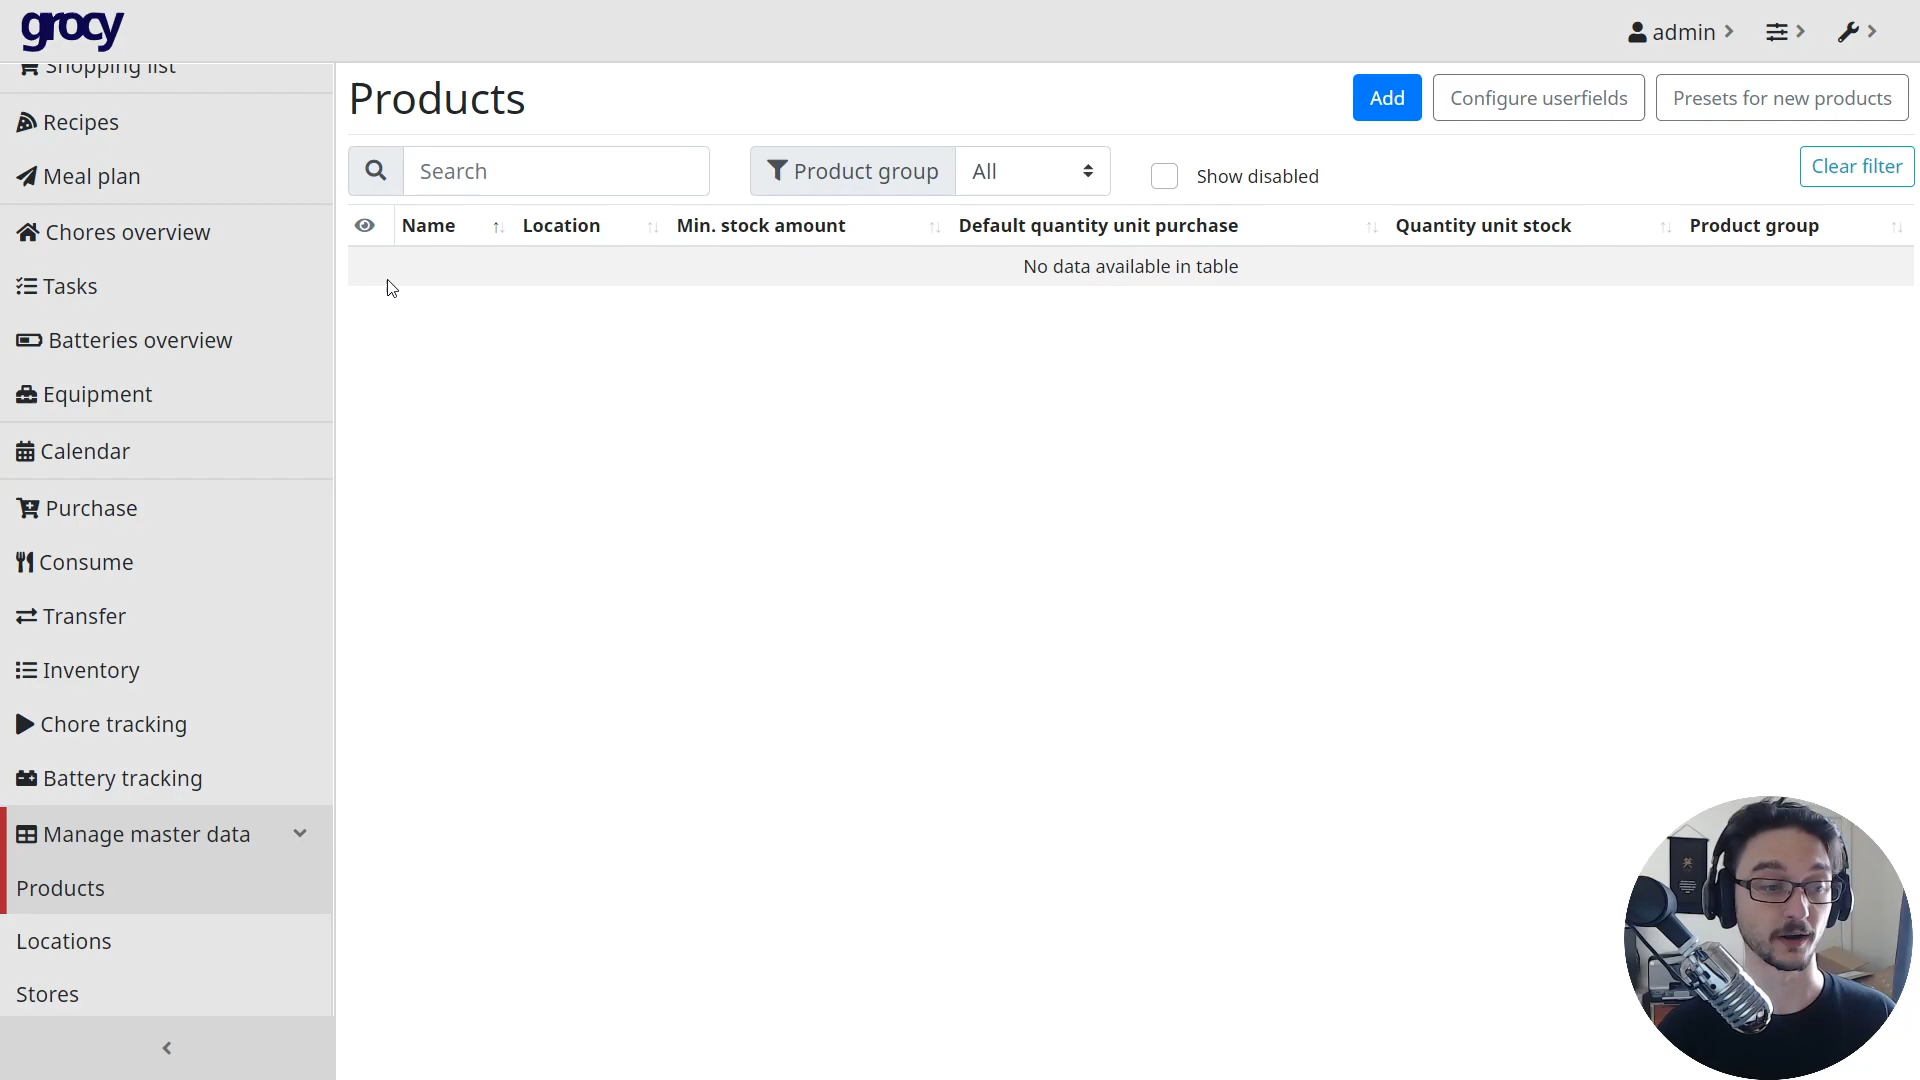 grocy
admin
Shopping list
Recipes
Meal plan
Chores overview
Tasks
Batteries overview
Equipment
Calendar
Purchase
Consume
Transfer
Inventory
Chore tracking
Battery tracking
Manage master data
Products
Locations
Stores
Products
Add
Configure userfields
Presets for new products
Search
Product group
All
Show disabled
Clear filter
Name
Location
Min. stock amount
Default quantity unit purchase
Quantity unit stock
Product group
No data available in table